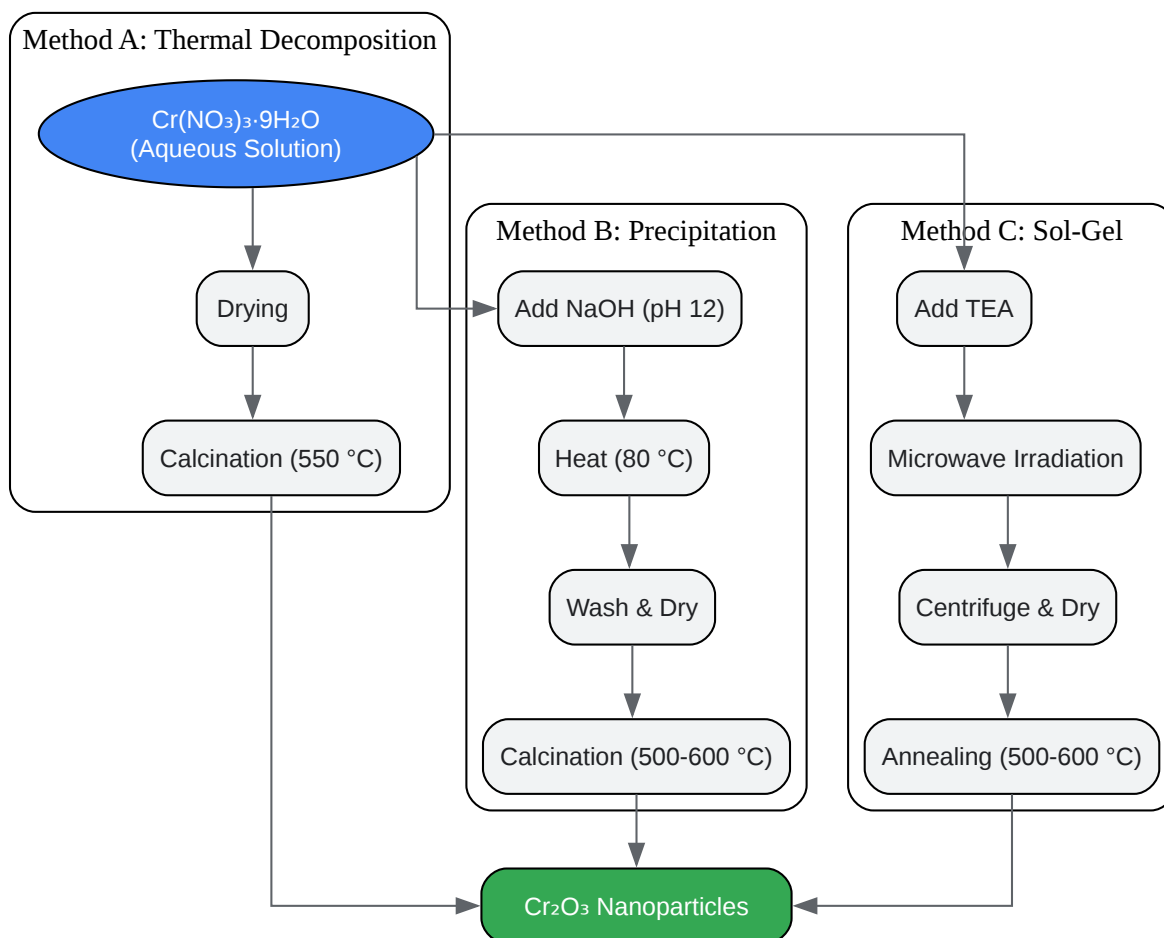 Method A: Thermal Decomposition
Cr(NO₃)₃·9H₂O
(Aqueous Solution)
Drying
Calcination (550 °C)
Method B: Precipitation
Add NaOH (pH 12)
Heat (80 °C)
Wash & Dry
Calcination (500-600 °C)
Method C: Sol-Gel
Add TEA
Microwave Irradiation
Centrifuge & Dry
Annealing (500-600 °C)
Cr₂O₃ Nanoparticles